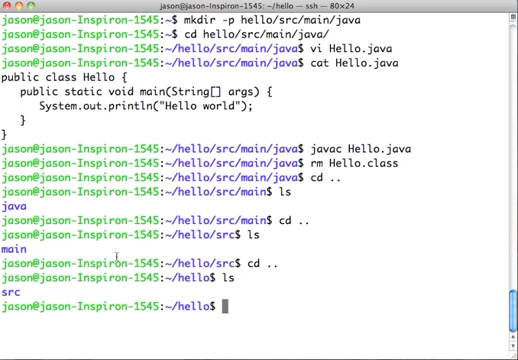 hello — ssh — 80×24
jason@jason-Inspiron-1545:~$ mkdir -p hello/src/main/java
jason@jason-Inspiron-1545:~$ cd hello/src/main/java/
jason@jason-Inspiron-1545:~/hello/src/main/java$ vi Hello.java
jason@jason-Inspiron-1545:~/hello/src/main/java$ cat Hello.java
public class Hello {
public static void main(String[] args) {
System.out.println("Hello world");
}
}
jason@jason-Inspiron-1545:~/hello/src/main/java$ javac Hello.java
jason@jason-Inspiron-1545:~/hello/src/main/java$ rm Hello.class
jason@jason-Inspiron-1545:~/hello/src/main/java$ cd ..
jason@jason-Inspiron-1545:~/hello/src/main$ ls
java
jason@jason-Inspiron-1545:~/hello/src/main$ cd ..
jason@jason-Inspiron-1545:~/hello/src$ ls
main
jason@jason-Inspiron-1545:~/hello/src$ cd ..
jason@jason-Inspiron-1545:~/hello$ ls
src
jason@jason-Inspiron-1545:~/hello$